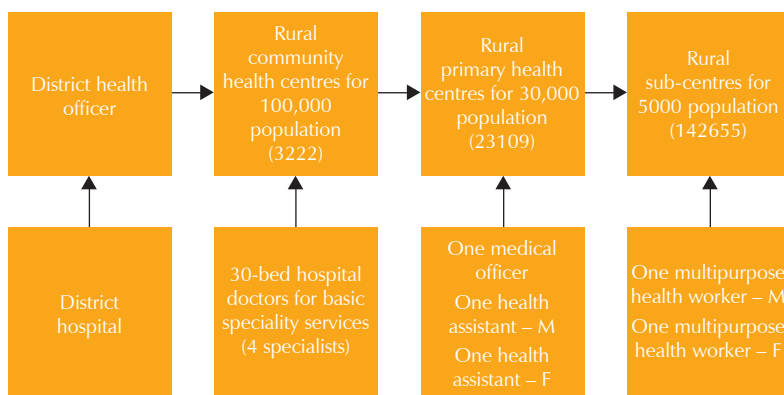 District health
officer
Rural
community
health centres for
100,000
population
(3222)
Rural
primary health
centres for 30,000
population
(23109)
Rural
sub-centres for
5000 population
(142655)
District
hospital
30-bed hospital
doctors for basic
speciality services
(4 specialists)
One medical
officer
One health
assistant – M
One health
assistant – F
One multipurpose
health worker – M
One multipurpose
health worker – F